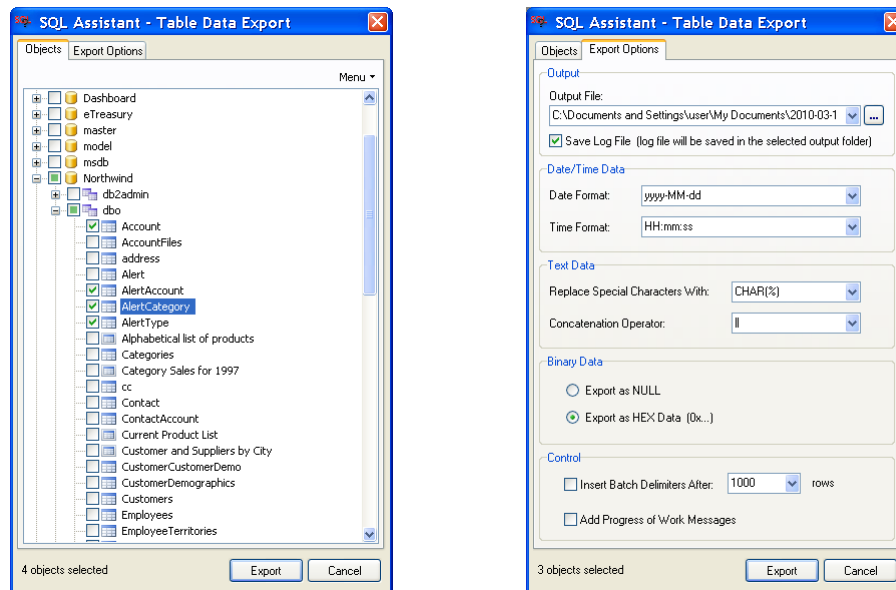 SQL Assistant - Table Data Export
Objects
Export Options
Menu
Dashboard
eTreasury
master
model
msdb
Northwind
db2admin
dbo
Account
AccountFiles
address
Alert
AlertAccount
AlertCategory
AlertType
Alphabetical list of products
Categories
Category Sales for 1997
cc
Contact
ContactAccount
Current Product List
Customer and Suppliers by City
CustomerCustomerDemo
CustomerDemographics
Customers
Employees
EmployeeTerritories
4 objects selected
Export
Cancel
SQL Assistant - Table Data Export
Objects
Export Options
Output
Output File:
C:\Documents and Settings\user\My Documents\2010-03-1
...
Save Log File (log file will be saved in the selected output folder)
Date/Time Data
Date Format: yyyy-MM-dd
Time Format: HH:mm:ss
Text Data
Replace Special Characters With: CHAR(%)
Concatenation Operator: ||
Binary Data
Export as NULL
Export as HEX Data (0x...)
Control
Insert Batch Delimiters After: 1000 rows
Add Progress of Work Messages
3 objects selected
Export
Cancel